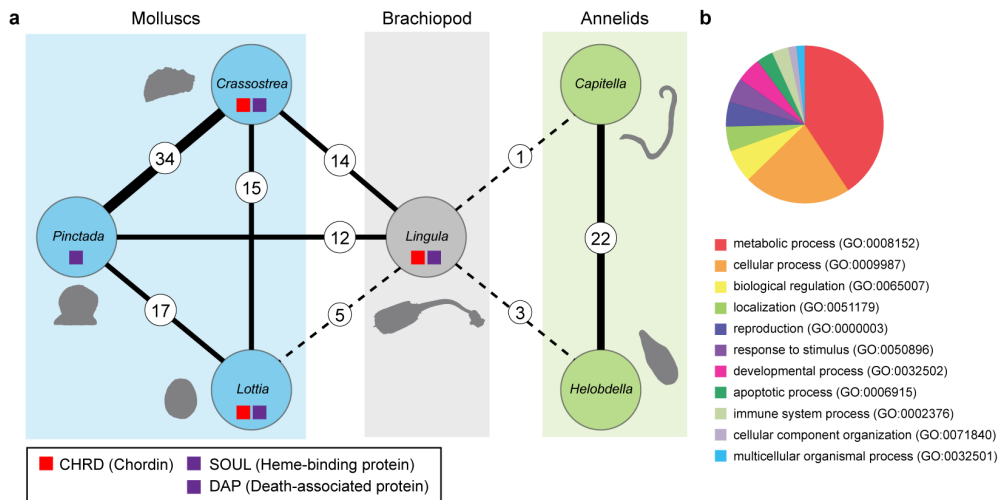 a
Molluscs
Brachiopod
Annelids
b
Crassostrea
Capitella
34
15
14
1
Pinctada
12
Lingula
22
17
5
3
Lottia
Helobdella
CHRD (Chordin)
SOUL (Heme-binding protein)
DAP (Death-associated protein)
metabolic process (GO:0008152)
cellular process (GO:0009987)
biological regulation (GO:0065007)
localization (GO:0051179)
reproduction (GO:0000003)
response to stimulus (GO:0050896)
developmental process (GO:0032502)
apoptotic process (GO:0006915)
immune system process (GO:0002376)
cellular component organization (GO:0071840)
multicellular organismal process (GO:0032501)